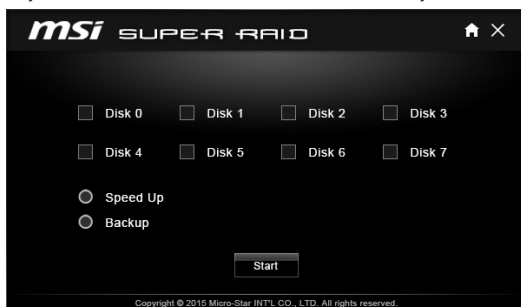 msi SUPER RAID
Disk 0 Disk 1 Disk 2 Disk 3
Disk 4 Disk 5 Disk 6 Disk 7
Speed Up
Backup
Start
Copyright © 2015 Micro-Star INT'L CO., LTD. All rights reserved.